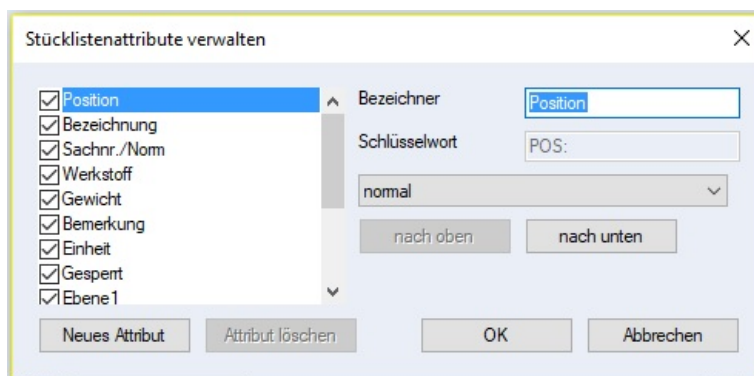 Stücklistenattribute verwalten
Position
Bezeichnung
Sachnr./Norm
Werkstoff
Gewicht
Bemerkung
Einheit
Gesperrt
Ebene1
Bezeichner
Position
Schlüsselwort
POS:
normal
nach oben
nach unten
Neues Attribut
Attribut löschen
OK
Abbrechen